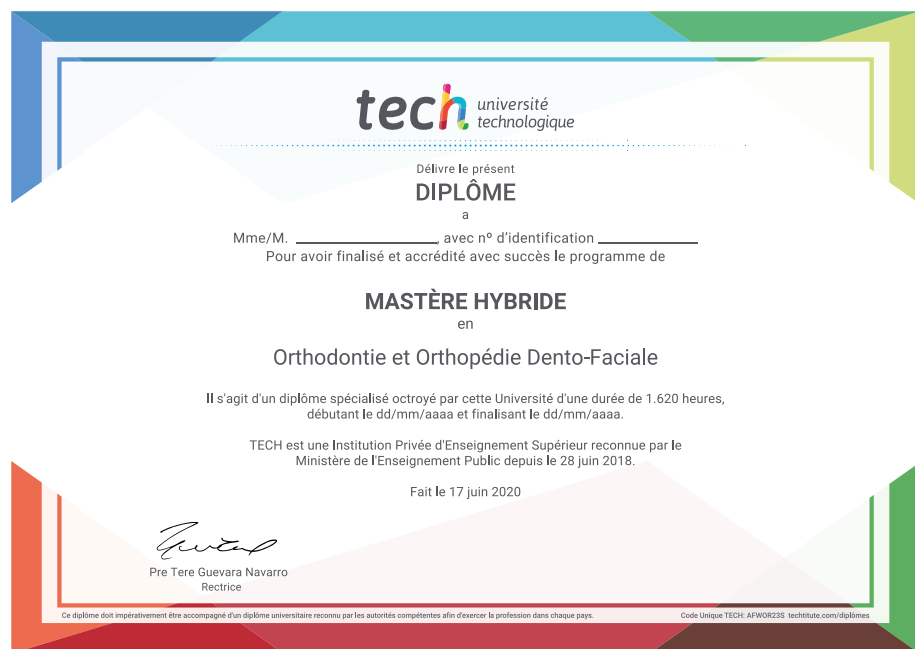 tech université
technologique
Délivre le présent
DIPLÔME
a
Mme/M. ____________, avec nº d'identification ____________
Pour avoir finalisé et accrédité avec succès le programme de
MASTÈRE HYBRIDE
en
Orthodontie et Orthopédie Dento-Faciale
Il s'agit d'un diplôme spécialisé octroyé par cette Université d'une durée de 1.620 heures,
débutant le dd/mm/aaaa et finalisant le dd/mm/aaaa.
TECH est une Institution Privée d'Enseignement Supérieur reconnue par le
Ministère de l'Enseignement Public depuis le 28 juin 2018.
Fait le 17 juin 2020
Pre Tere Guevara Navarro
Rectrice
Ce diplôme doit impérativement être accompagné d'un diplôme universitaire reconnu par les autorités compétentes afin d'exercer la profession dans chaque pays. Code Unique TECH: AFWOR23S techtitute.com/diplômes